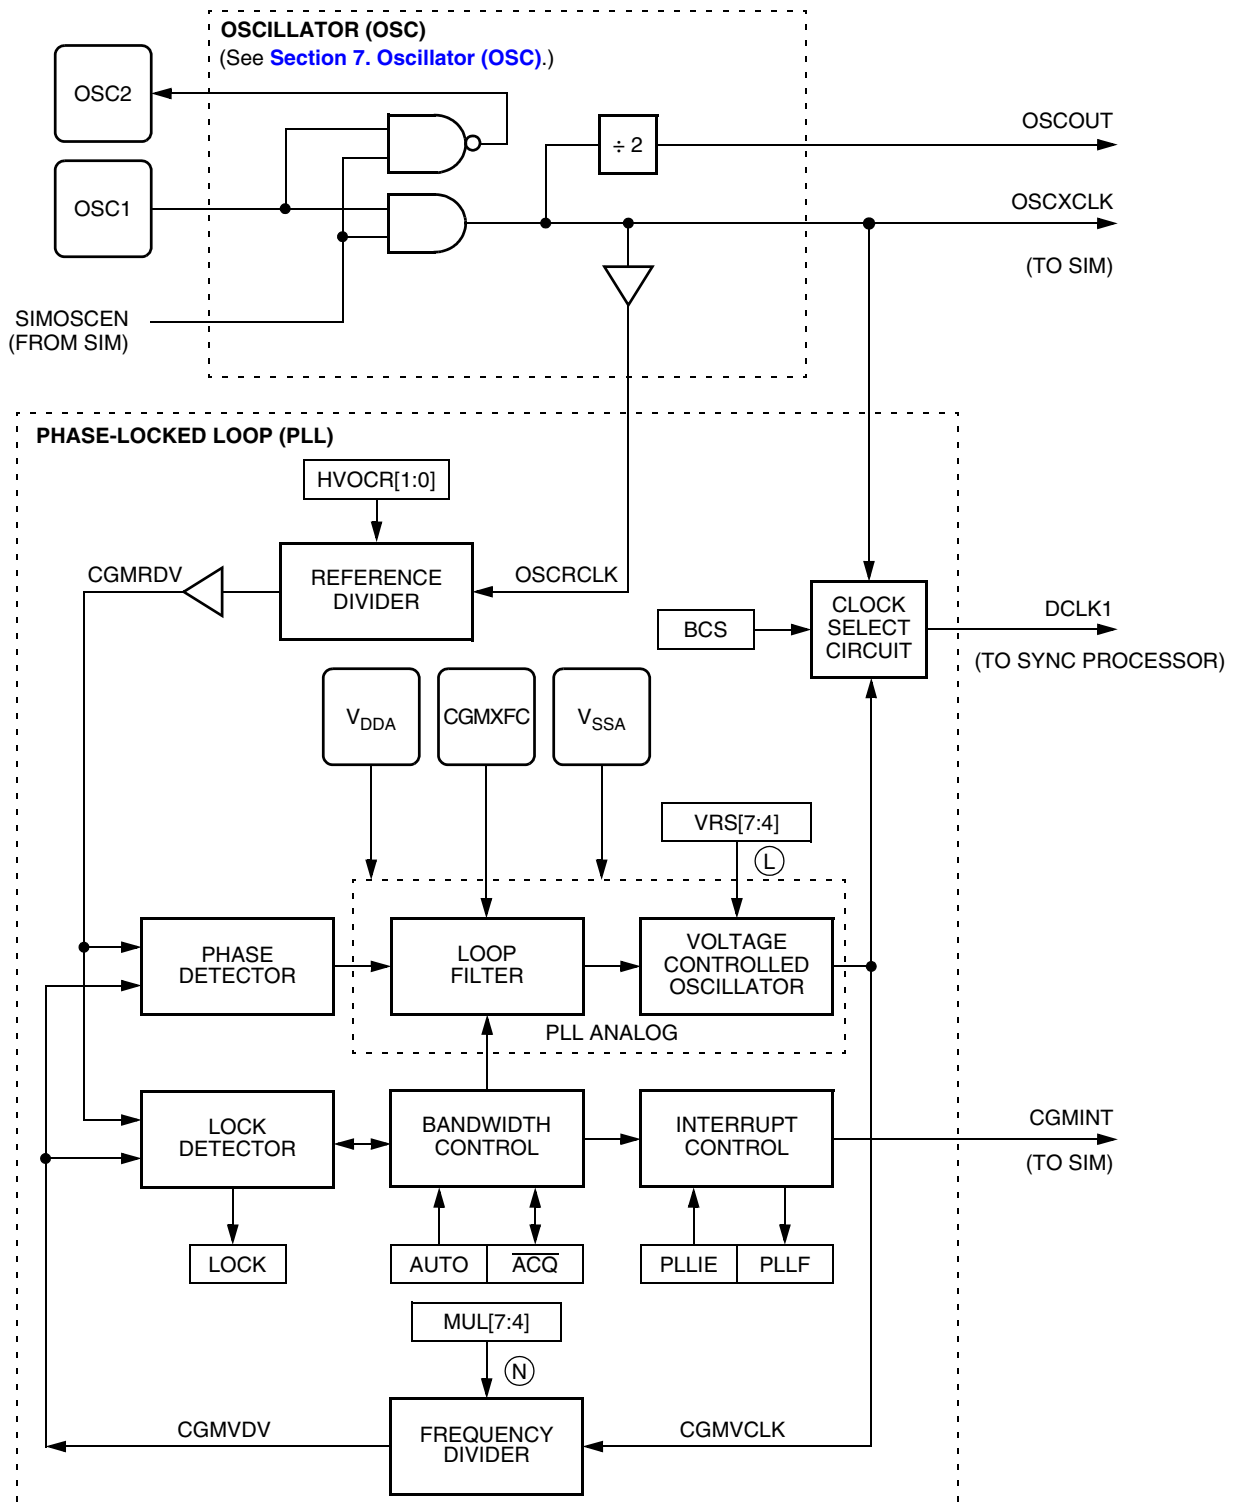 OSCILLATOR (OSC)
(See Section 7. Oscillator (OSC).)
OSC2
÷ 2
OSCOUT
OSC1
OSCXCLK
(TO SIM)
SIMOSCEN
(FROM SIM)
PHASE-LOCKED LOOP (PLL)
HVOCR[1:0]
CGMRDV
REFERENCE
DIVIDER
OSCRCLK
BCS
CLOCK
SELECT
CIRCUIT
DCLK1
(TO SYNC PROCESSOR)
VDDA
CGMXFC
VSSA
VRS[7:4]
L
PHASE
DETECTOR
LOOP
FILTER
VOLTAGE
CONTROLLED
OSCILLATOR
PLL ANALOG
LOCK
DETECTOR
BANDWIDTH
CONTROL
INTERRUPT
CONTROL
CGMINT
(TO SIM)
LOCK
AUTO
ACQ
PLLIE
PLLF
MUL[7:4]
N
CGMVDV
FREQUENCY
DIVIDER
CGMVCLK